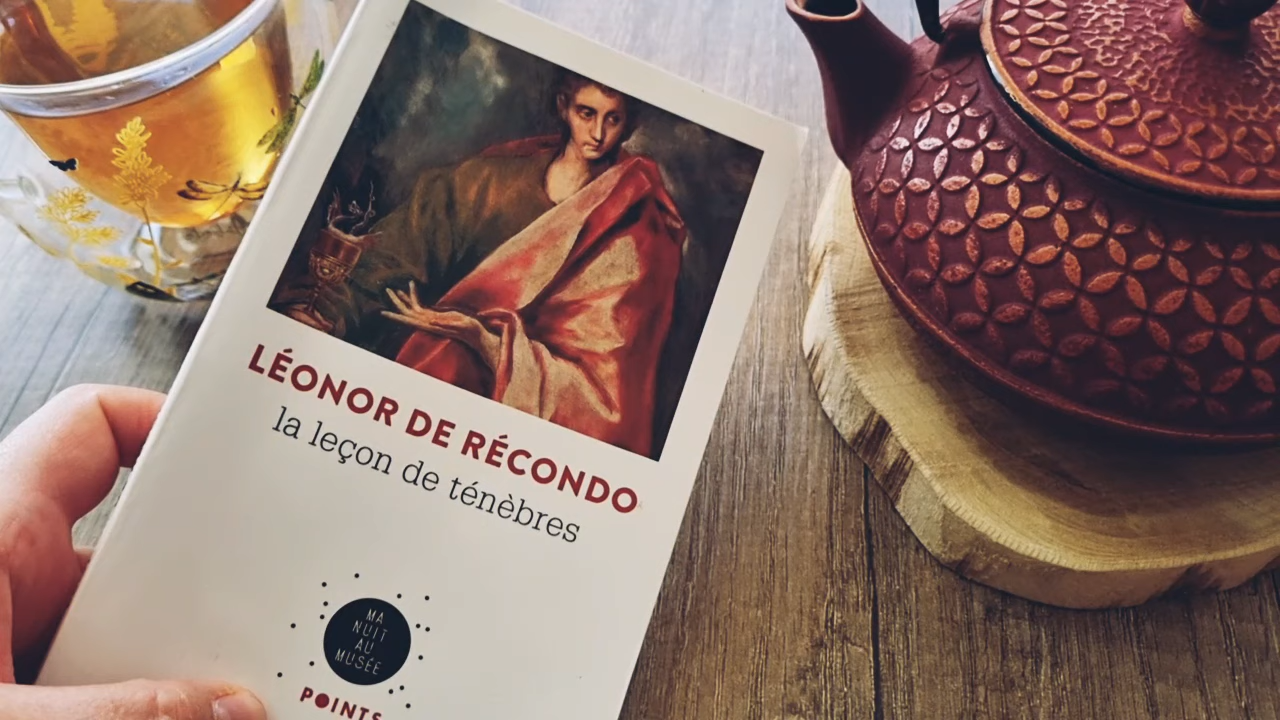 LÉONOR DE RÉCONDO
la leçon de ténèbres
MA
NUIT
AU
MUSÉE
POINTS